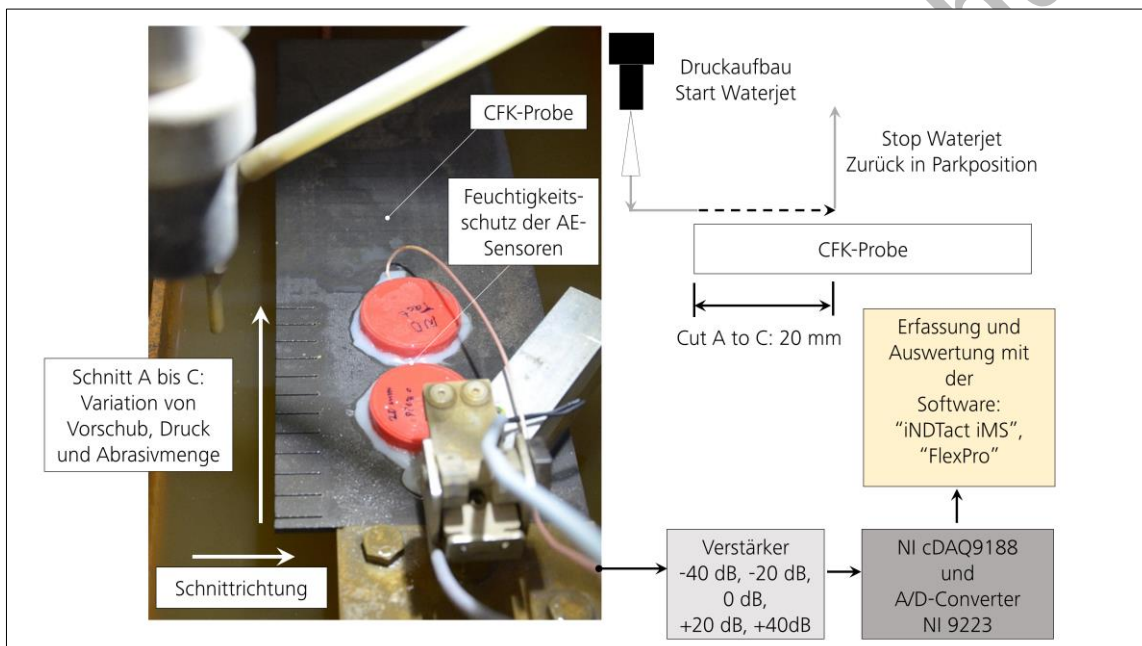 CFK-Probe
Feuchtigkeits-
schutz der AE-
Sensoren
Schnitt A bis C:
Variation von
Vorschub, Druck
und Abrasivmenge
Schnittrichtung
Druckaufbau
Start Waterjet
Stop Waterjet
Zurück in Parkposition
CFK-Probe
Cut A to C: 20 mm
Erfassung und
Auswertung mit
der
Software:
“iNDTact iMS”,
“FlexPro”
Verstärker
-40 dB, -20 dB,
0 dB,
+20 dB, +40dB
NI cDAQ9188
und
A/D-Converter
NI 9223